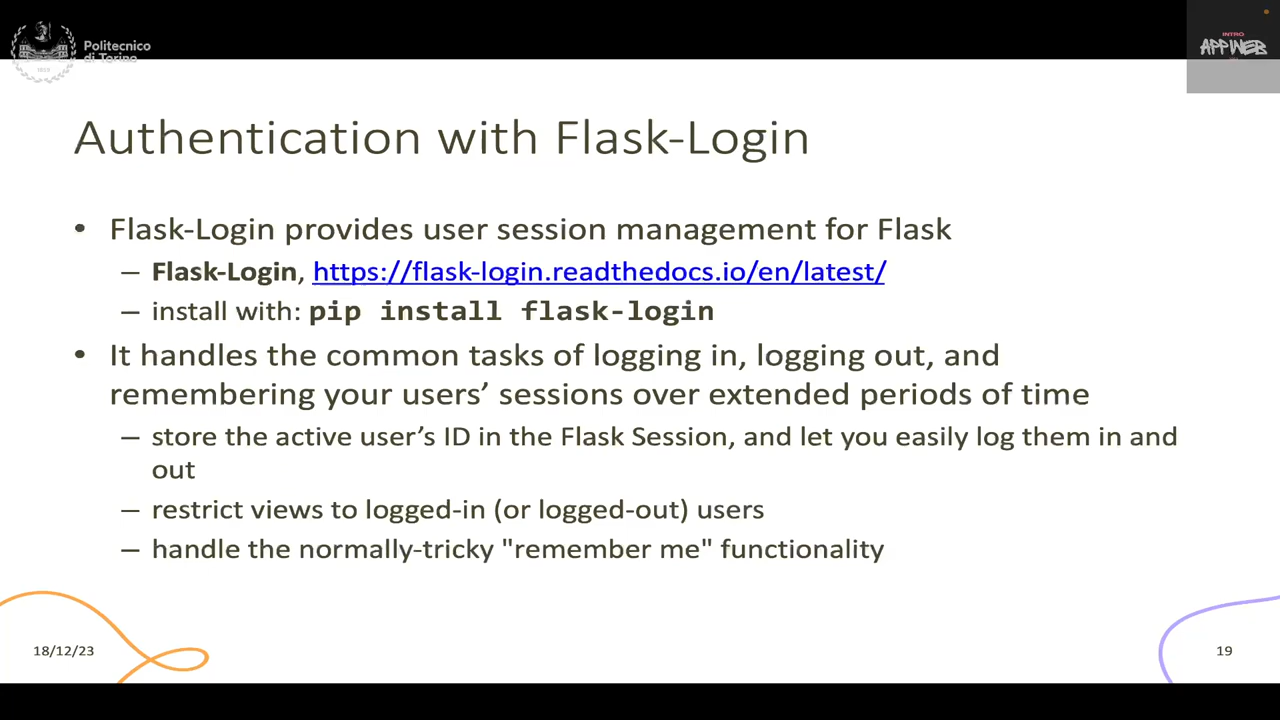 Politecnico
di Torino
INTRO
APPWEB
Authentication with Flask-Login
• Flask-Login provides user session management for Flask
– Flask-Login, https://flask-login.readthedocs.io/en/latest/
– install with: pip install flask-login
• It handles the common tasks of logging in, logging out, and
remembering your users’ sessions over extended periods of time
– store the active user’s ID in the Flask Session, and let you easily log them in and
out
– restrict views to logged-in (or logged-out) users
– handle the normally-tricky "remember me" functionality
18/12/23
19